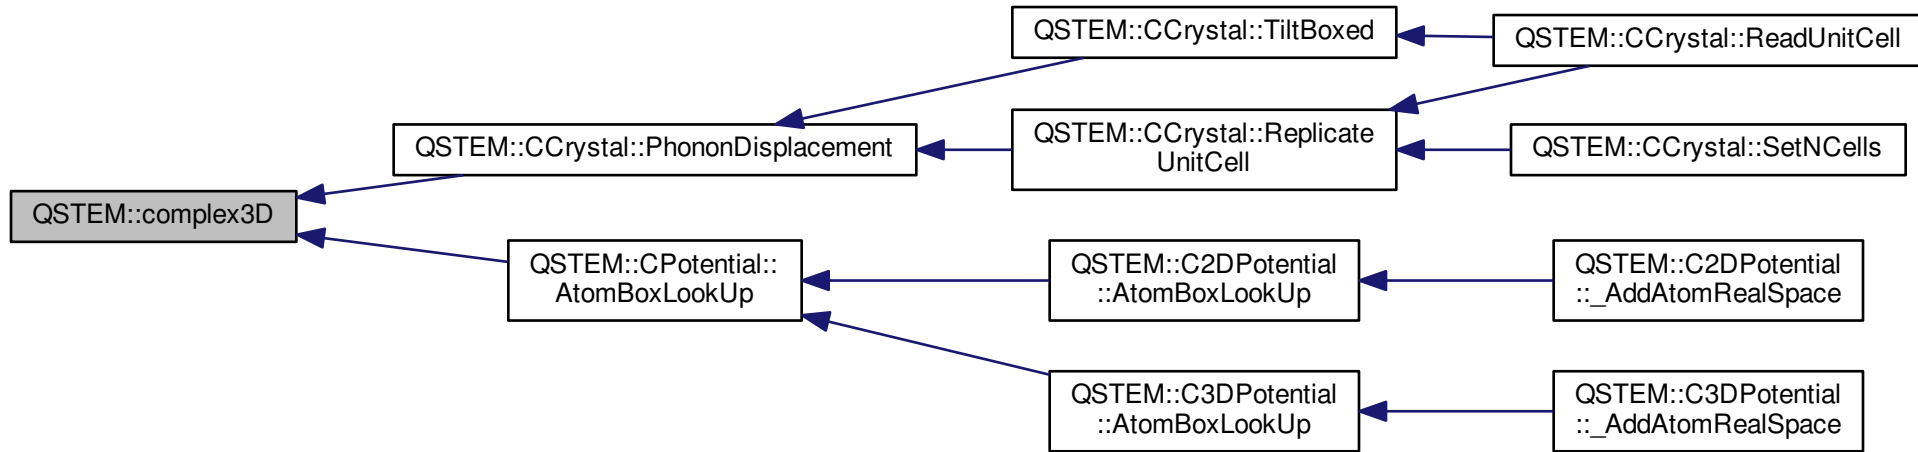 QSTEM::complex3D
QSTEM::CCrystal::PhononDisplacement
QSTEM::CPotential::
AtomBoxLookUp
QSTEM::CCrystal::TiltBoxed
QSTEM::CCrystal::Replicate
UnitCell
QSTEM::C2DPotential
::AtomBoxLookUp
QSTEM::C3DPotential
::AtomBoxLookUp
QSTEM::CCrystal::ReadUnitCell
QSTEM::CCrystal::SetNCells
QSTEM::C2DPotential
::_AddAtomRealSpace
QSTEM::C3DPotential
::_AddAtomRealSpace